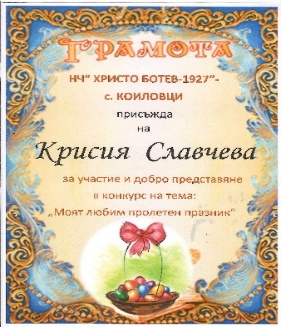 ГРАМОТА
НЧ" ХРИСТО БОТЕВ-1927"-
с. КОИЛОВЦИ
присъжда
на
Крисия Славчева
за участие и добро представяне
в конкурс на тема:
„Моят любим пролетен празник"